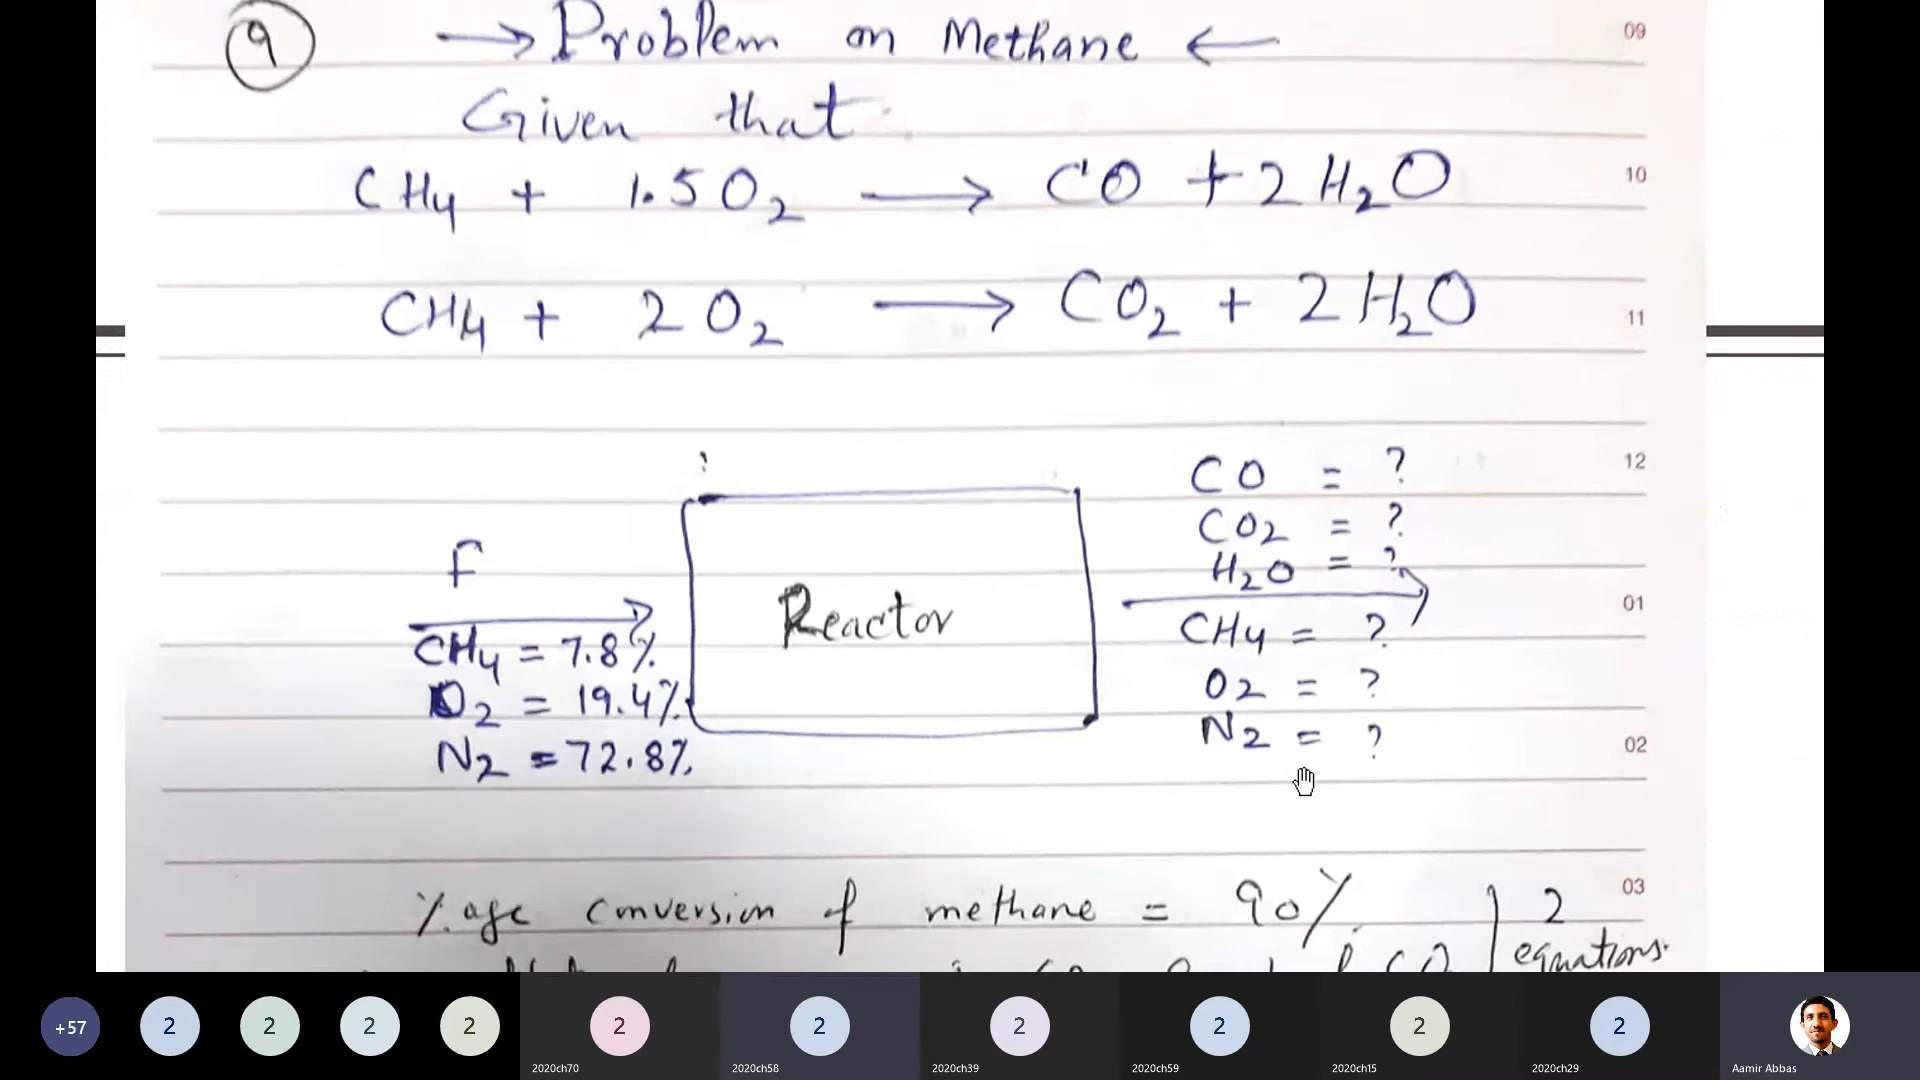 9
→ Problem on Methane ←
09
Given that
CH4 + 1.5 O2 → CO + 2 H2O
10
CH4 + 2 O2 → CO2 + 2 H2O
11
CO = ?
12
CO2 = ?
H2O = ?
F
Reactor
01
CH4 = 7.8%
O2 = 19.4%
N2 = 72.8%
CH4 = ?
O2 = ?
N2 = ?
02
%age conversion of methane = 90%
2
equations.
03
+57
2
2
2
2
2
2
2
2
2
2
2020ch70
2020ch58
2020ch39
2020ch59
2020ch15
2020ch29
Aamir Abbas